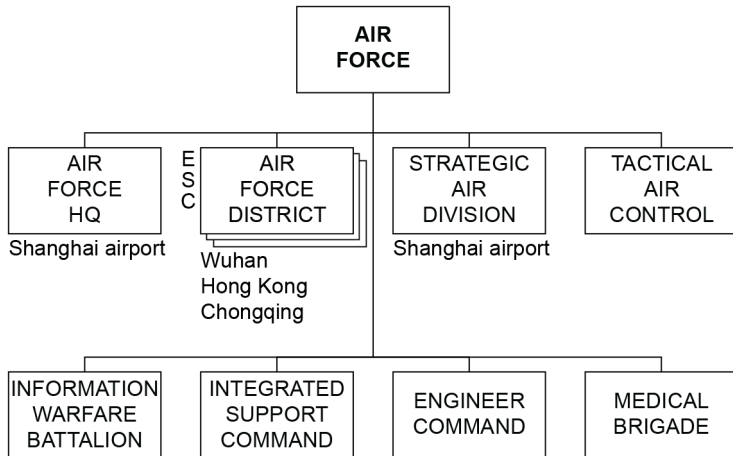 AIR
FORCE
AIR
FORCE
HQ
Shanghai airport
E
S
C
AIR
FORCE
DISTRICT
Wuhan
Hong Kong
Chongqing
STRATEGIC
AIR
DIVISION
Shanghai airport
TACTICAL
AIR
CONTROL
INFORMATION
WARFARE
BATTALION
INTEGRATED
SUPPORT
COMMAND
ENGINEER
COMMAND
MEDICAL
BRIGADE